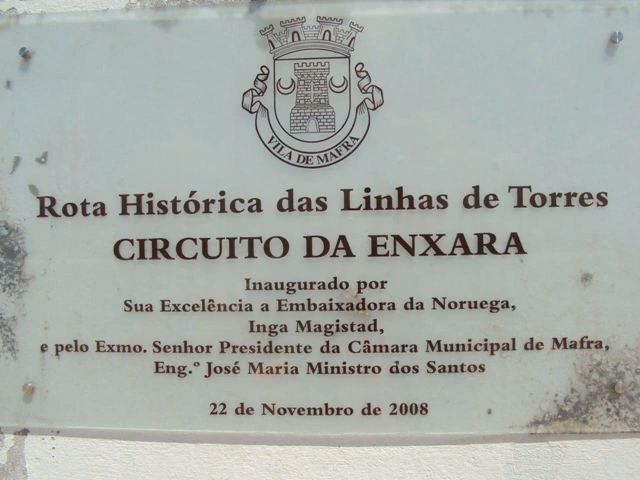 VILA DE MAFRA
Rota Histórica das Linhas de Torres
CIRCUITO DA ENXARA
Inaugurado por
Sua Excelência a Embaixadora da Noruega,
Inga Magistad,
e pelo Exmo. Senhor Presidente da Câmara Municipal de Mafra,
Eng.º José Maria Ministro dos Santos
22 de Novembro de 2008